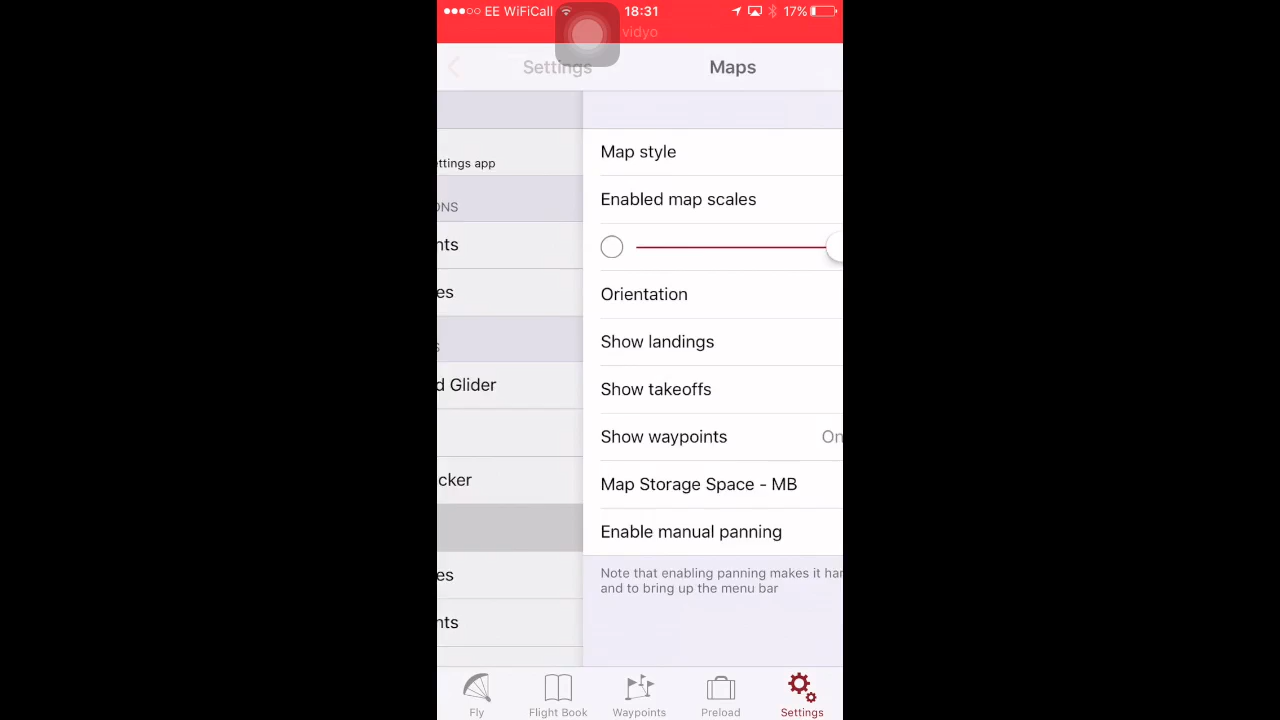 EE WiFiCall 18:31 17%
vidyo
Settings Maps
ettings app
ONS
nts
es
S
d Glider
cker
es
nts
Map style
Enabled map scales
Orientation
Show landings
Show takeoffs
Show waypoints On
Map Storage Space - MB
Enable manual panning
Note that enabling panning makes it har
and to bring up the menu bar
Fly Flight Book Waypoints Preload Settings